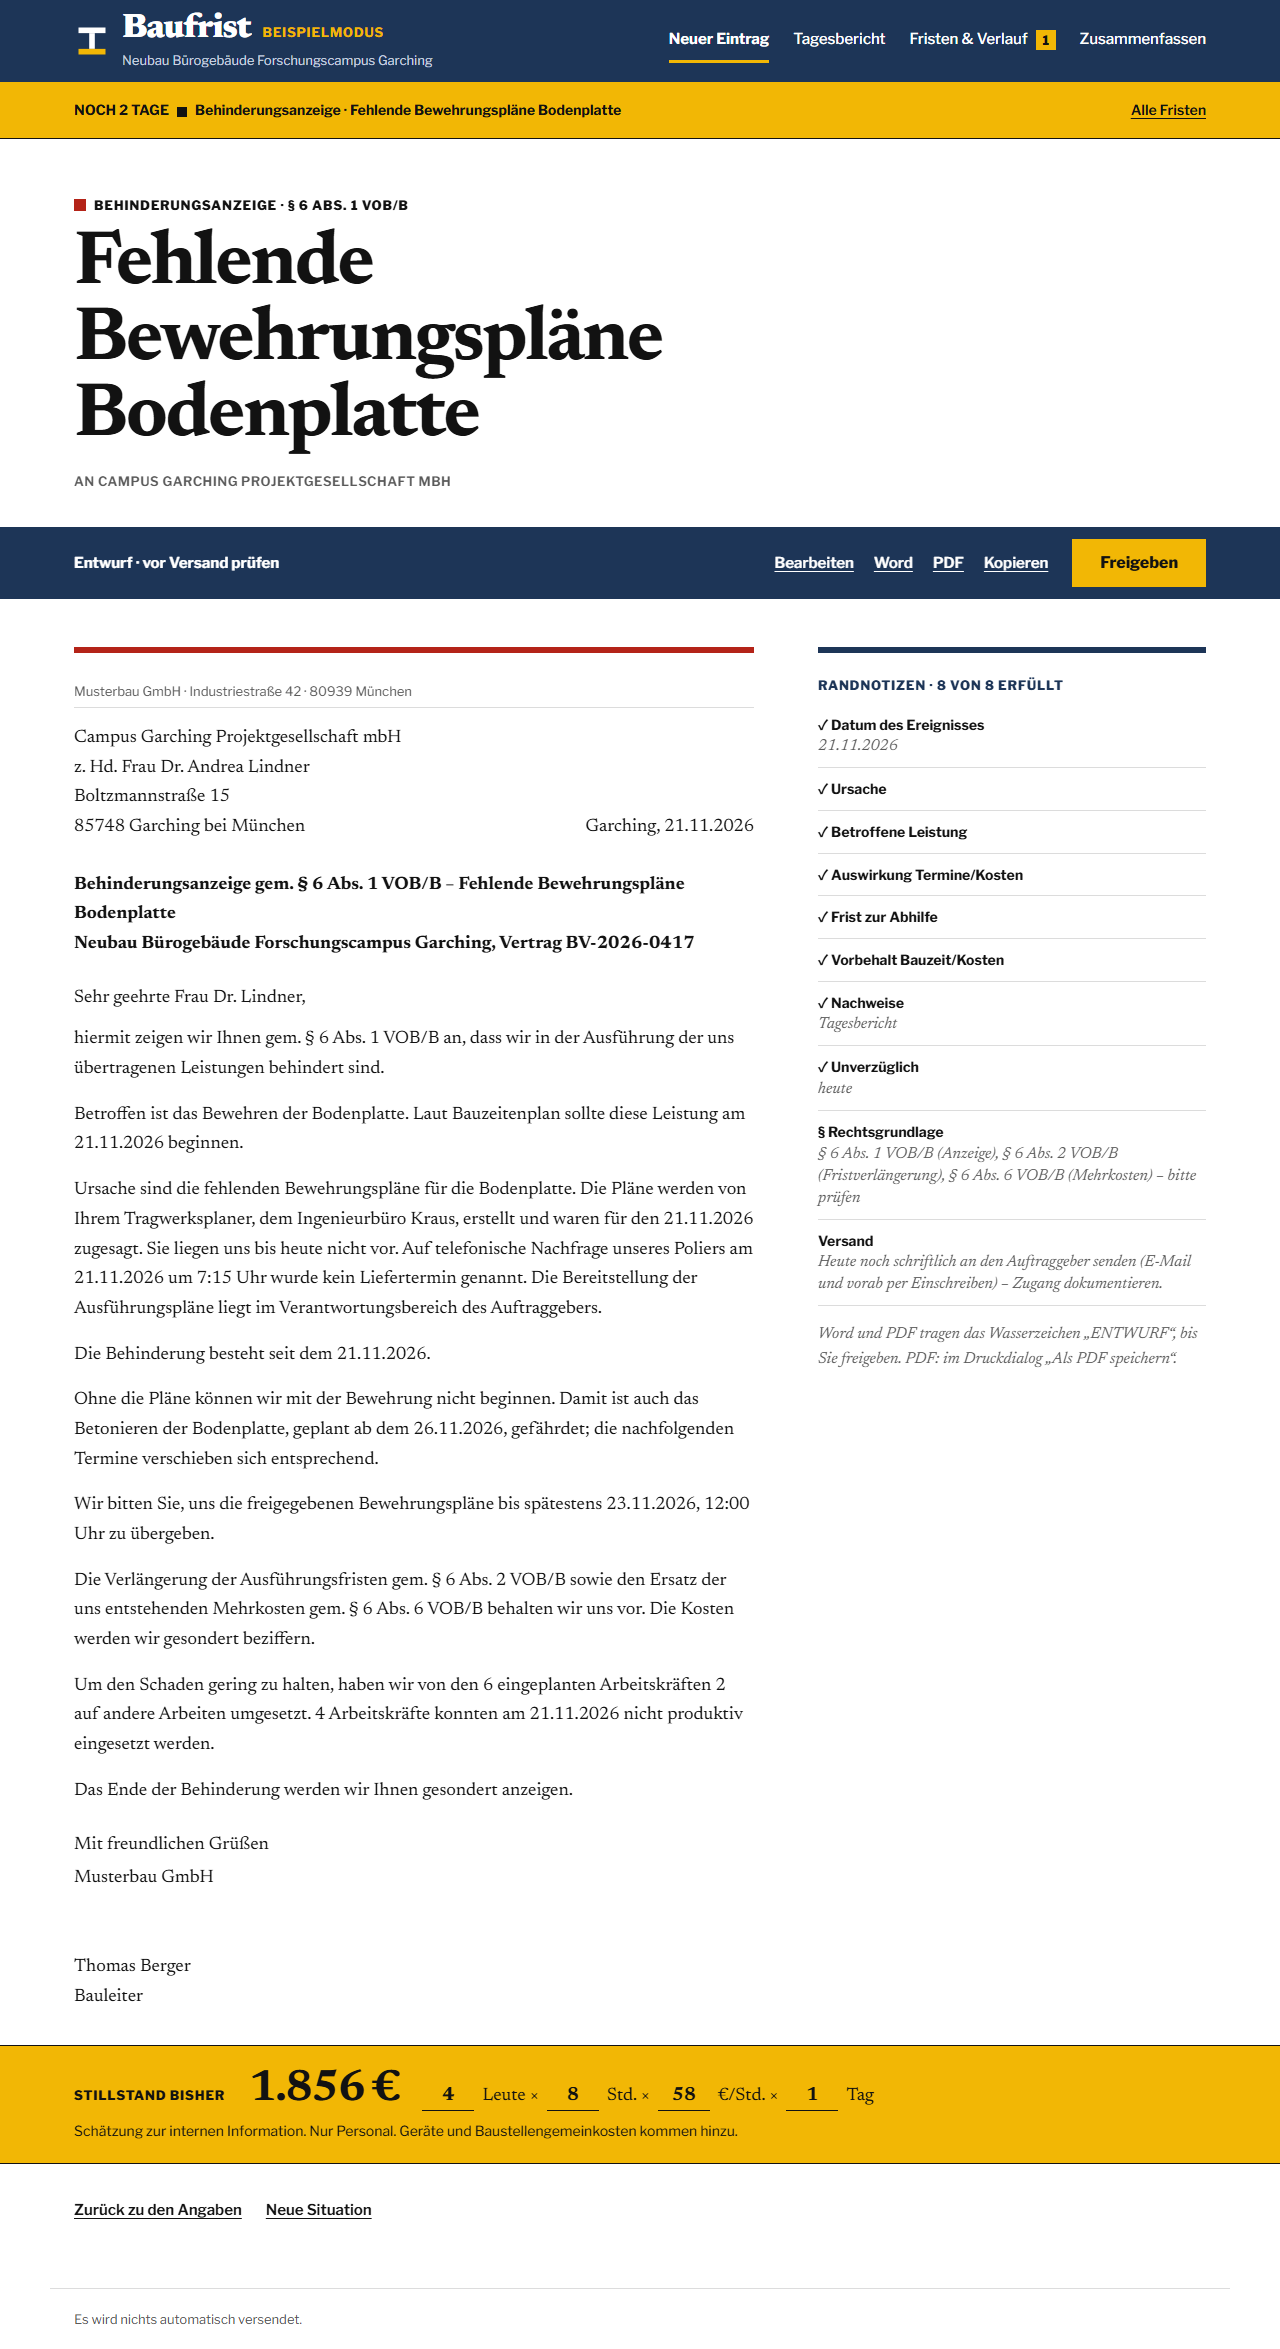 Baufrist BEISPIELMODUS
Neubau Bürogebäude Forschungscampus Garching
Neuer Eintrag
Tagesbericht
Fristen & Verlauf 1
Zusammenfassen
NOCH 2 TAGE ■ Behinderungsanzeige · Fehlende Bewehrungspläne Bodenplatte
Alle Fristen
BEHINDERUNGSANZEIGE · § 6 ABS. 1 VOB/B
Fehlende
Bewehrungspläne
Bodenplatte
AN CAMPUS GARCHING PROJEKTGESELLSCHAFT MBH
Entwurf · vor Versand prüfen
Bearbeiten
Word
PDF
Kopieren
Freigeben
Musterbau GmbH · Industriestraße 42 · 80939 München
Campus Garching Projektgesellschaft mbH
z. Hd. Frau Dr. Andrea Lindner
Boltzmannstraße 15
85748 Garching bei München
Garching, 21.11.2026
Behinderungsanzeige gem. § 6 Abs. 1 VOB/B – Fehlende Bewehrungspläne
Bodenplatte
Neubau Bürogebäude Forschungscampus Garching, Vertrag BV-2026-0417
Sehr geehrte Frau Dr. Lindner,
hiermit zeigen wir Ihnen gem. § 6 Abs. 1 VOB/B an, dass wir in der Ausführung der uns
übertragenen Leistungen behindert sind.
Betroffen ist das Bewehren der Bodenplatte. Laut Bauzeitenplan sollte diese Leistung am
21.11.2026 beginnen.
Ursache sind die fehlenden Bewehrungspläne für die Bodenplatte. Die Pläne werden von
Ihrem Tragwerksplaner, dem Ingenieurbüro Kraus, erstellt und waren für den 21.11.2026
zugesagt. Sie liegen uns bis heute nicht vor. Auf telefonische Nachfrage unseres Poliers am
21.11.2026 um 7:15 Uhr wurde kein Liefertermin genannt. Die Bereitstellung der
Ausführungspläne liegt im Verantwortungsbereich des Auftraggebers.
Die Behinderung besteht seit dem 21.11.2026.
Ohne die Pläne können wir mit der Bewehrung nicht beginnen. Damit ist auch das
Betonieren der Bodenplatte, geplant ab dem 26.11.2026, gefährdet; die nachfolgenden
Termine verschieben sich entsprechend.
Wir bitten Sie, uns die freigegebenen Bewehrungspläne bis spätestens 23.11.2026, 12:00
Uhr zu übergeben.
Die Verlängerung der Ausführungsfristen gem. § 6 Abs. 2 VOB/B sowie den Ersatz der
uns entstehenden Mehrkosten gem. § 6 Abs. 6 VOB/B behalten wir uns vor. Die Kosten
werden wir gesondert beziffern.
Um den Schaden gering zu halten, haben wir von den 6 eingeplanten Arbeitskräften 2
auf andere Arbeiten umgesetzt. 4 Arbeitskräfte konnten am 21.11.2026 nicht produktiv
eingesetzt werden.
Das Ende der Behinderung werden wir Ihnen gesondert anzeigen.
Mit freundlichen Grüßen
Musterbau GmbH
Thomas Berger
Bauleiter
RANDNOTIZEN · 8 VON 8 ERFÜLLT
✓ Datum des Ereignisses
21.11.2026
✓ Ursache
✓ Betroffene Leistung
✓ Auswirkung Termine/Kosten
✓ Frist zur Abhilfe
✓ Vorbehalt Bauzeit/Kosten
✓ Nachweise
Tagesbericht
✓ Unverzüglich
heute
§ Rechtsgrundlage
§ 6 Abs. 1 VOB/B (Anzeige), § 6 Abs. 2 VOB/B
(Fristverlängerung), § 6 Abs. 6 VOB/B (Mehrkosten) – bitte
prüfen
Versand
Heute noch schriftlich an den Auftraggeber senden (E-Mail
und vorab per Einschreiben) – Zugang dokumentieren.
Word und PDF tragen das Wasserzeichen „ENTWURF“, bis
Sie freigeben. PDF: im Druckdialog „Als PDF speichern“.
STILLSTAND BISHER 1.856 € 4 Leute × 8 Std. × 58 €/Std. × 1 Tag
Schätzung zur internen Information. Nur Personal. Geräte und Baustellengemeinkosten kommen hinzu.
Zurück zu den Angaben
Neue Situation
Es wird nichts automatisch versendet.